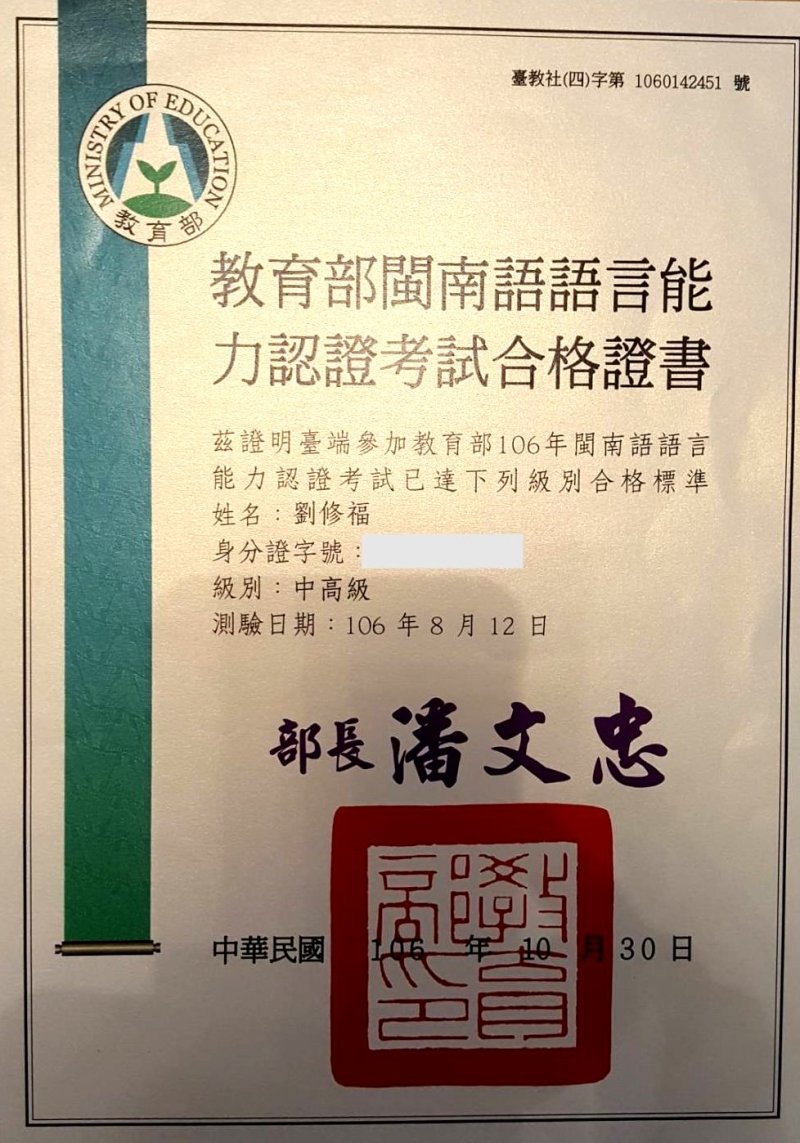 臺教社(四)字第 1060142451 號
MINISTRY OF EDUCATION
教育部
教育部閩南語語言能
力認證考試合格證書
茲證明臺端參加教育部106年閩南語語言
能力認證考試已達下列級別合格標準
姓名：劉修福
身分證字號：
級別：中高級
測驗日期：106 年 8 月 12 日
部長 潘文忠
教育部印
中華民國 106 年 10 月 30 日